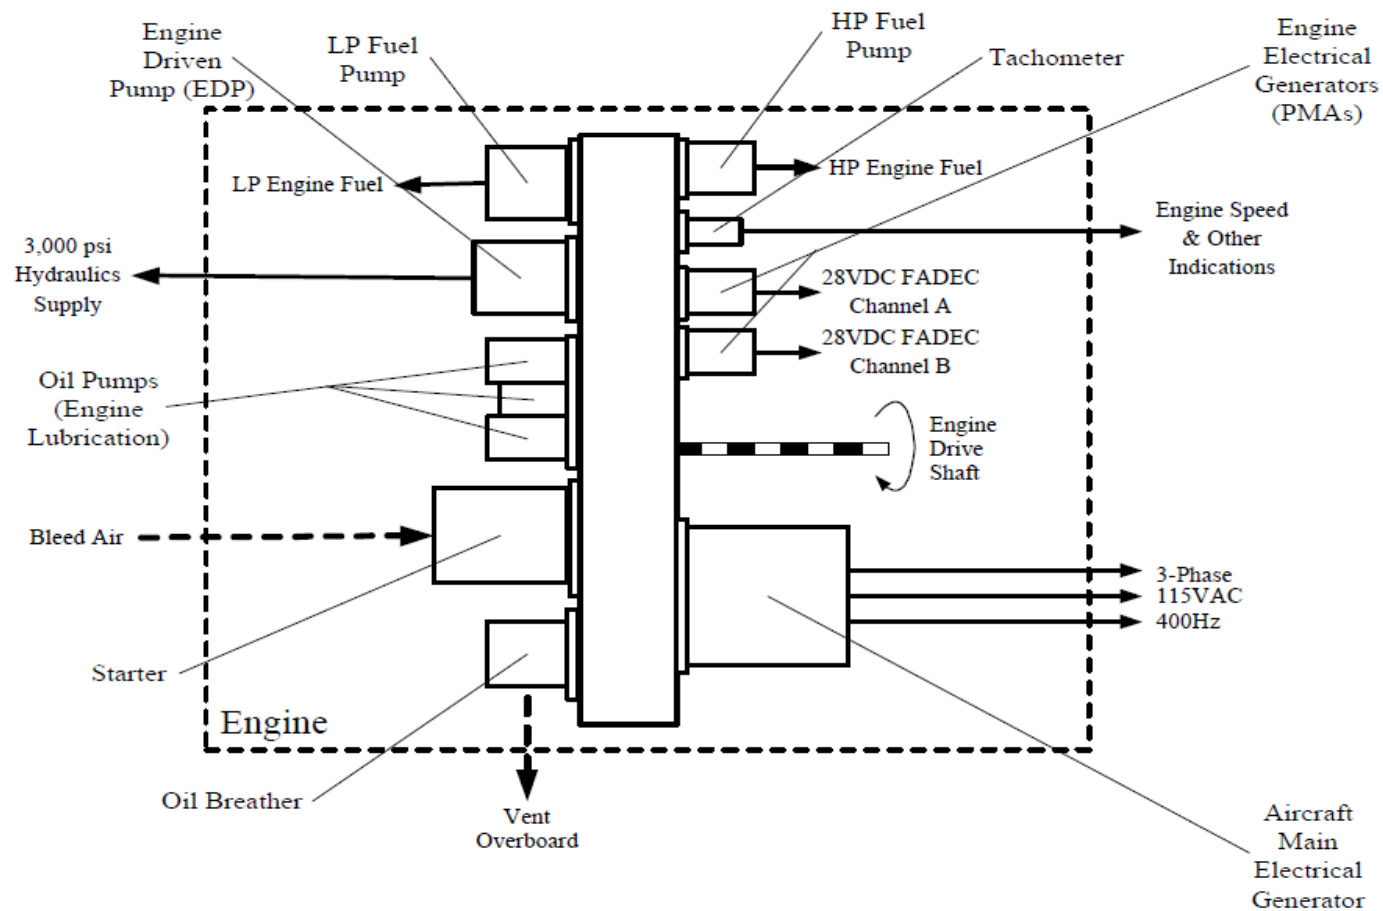 Engine
Driven
Pump (EDP)
LP Fuel
Pump
HP Fuel
Pump
Tachometer
Engine
Electrical
Generators
(PMAs)
LP Engine Fuel
HP Engine Fuel
3,000 psi
Hydraulics
Supply
Engine Speed
& Other
Indications
28VDC FADEC
Channel A
28VDC FADEC
Channel B
Oil Pumps
(Engine
Lubrication)
Engine
Drive
Shaft
Bleed Air
3-Phase
115VAC
400Hz
Starter
Engine
Oil Breather
Vent
Overboard
Aircraft
Main
Electrical
Generator